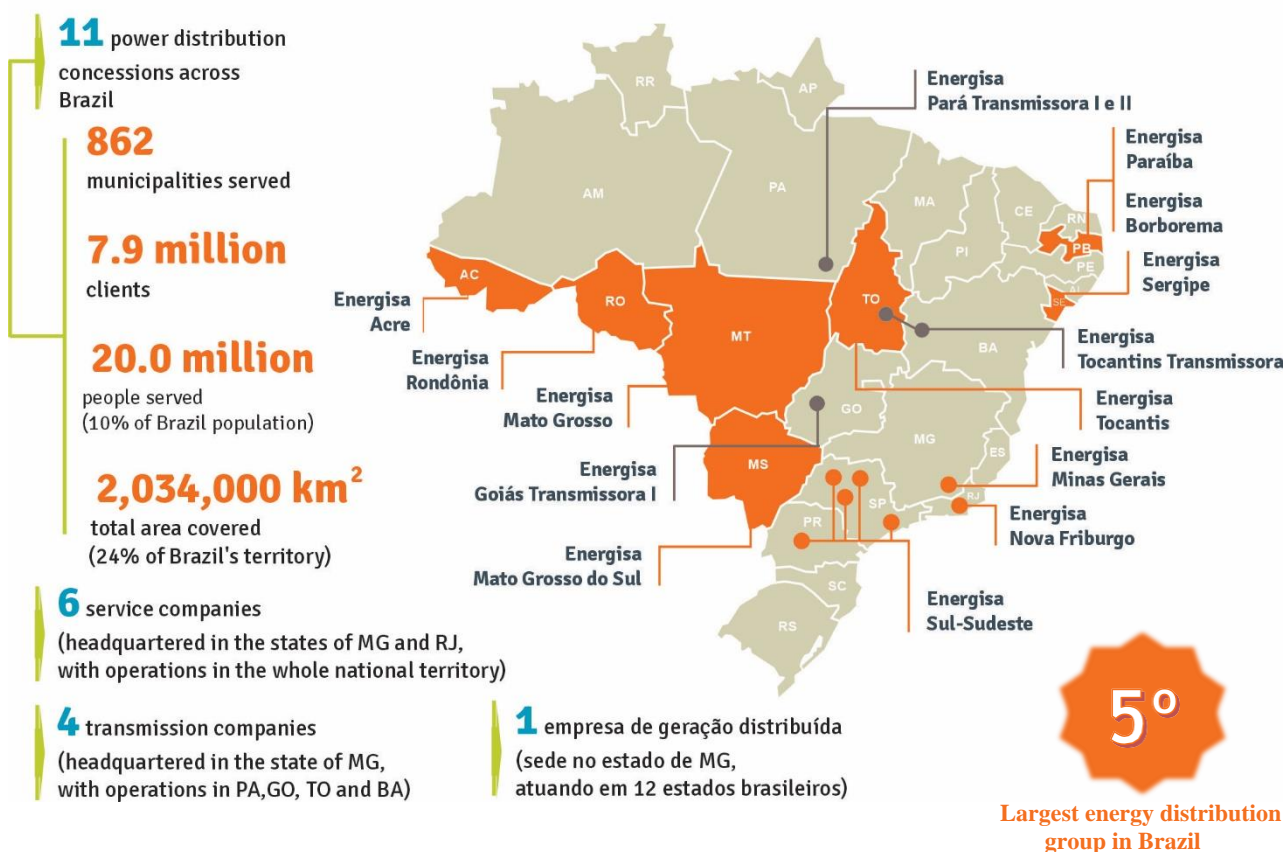 11 power distribution
concessions across
Brazil
862
municipalities served
7.9 million
clients
20.0 million
people served
(10% of Brazil population)
2,034,000 km²
total area covered
(24% of Brazil's territory)
6 service companies
(headquartered in the states of MG and RJ,
with operations in the whole national territory)
4 transmission companies
(headquartered in the state of MG,
with operations in PA,GO, TO and BA)
1 empresa de geração distribuída
(sede no estado de MG,
atuando em 12 estados brasileiros)
RR
AP
AM
PA
MA
CE
RN
PB
PE
PI
AL
SE
AC
RO
MT
TO
BA
GO
MG
ES
MS
SP
RJ
PR
SC
RS
Energisa
Pará Transmissora I e II
Energisa
Paraíba
Energisa
Borborema
Energisa
Sergipe
Energisa
Acre
Energisa
Rondônia
Energisa
Mato Grosso
Energisa
Tocantins Transmissora
Energisa
Tocantis
Energisa
Goiás Transmissora I
Energisa
Minas Gerais
Energisa
Nova Friburgo
Energisa
Mato Grosso do Sul
Energisa
Sul-Sudeste
5º
Largest energy distribution
group in Brazil